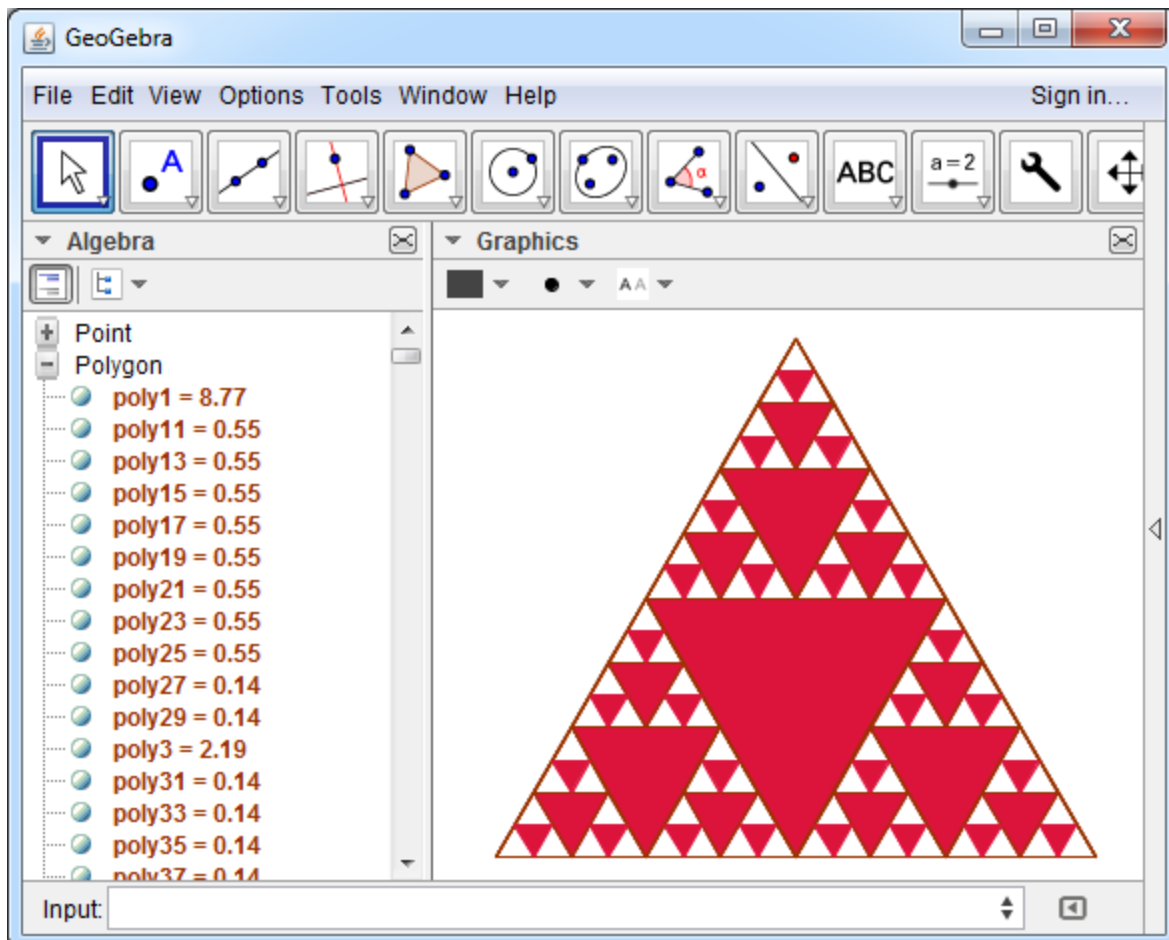 GeoGebra
File Edit View Options Tools Window Help Sign in...
A α ABC a=2
Algebra
Graphics
A A
Point
Polygon
poly1 = 8.77
poly11 = 0.55
poly13 = 0.55
poly15 = 0.55
poly17 = 0.55
poly19 = 0.55
poly21 = 0.55
poly23 = 0.55
poly25 = 0.55
poly27 = 0.14
poly29 = 0.14
poly3 = 2.19
poly31 = 0.14
poly33 = 0.14
poly35 = 0.14
poly37 = 0.14
Input: